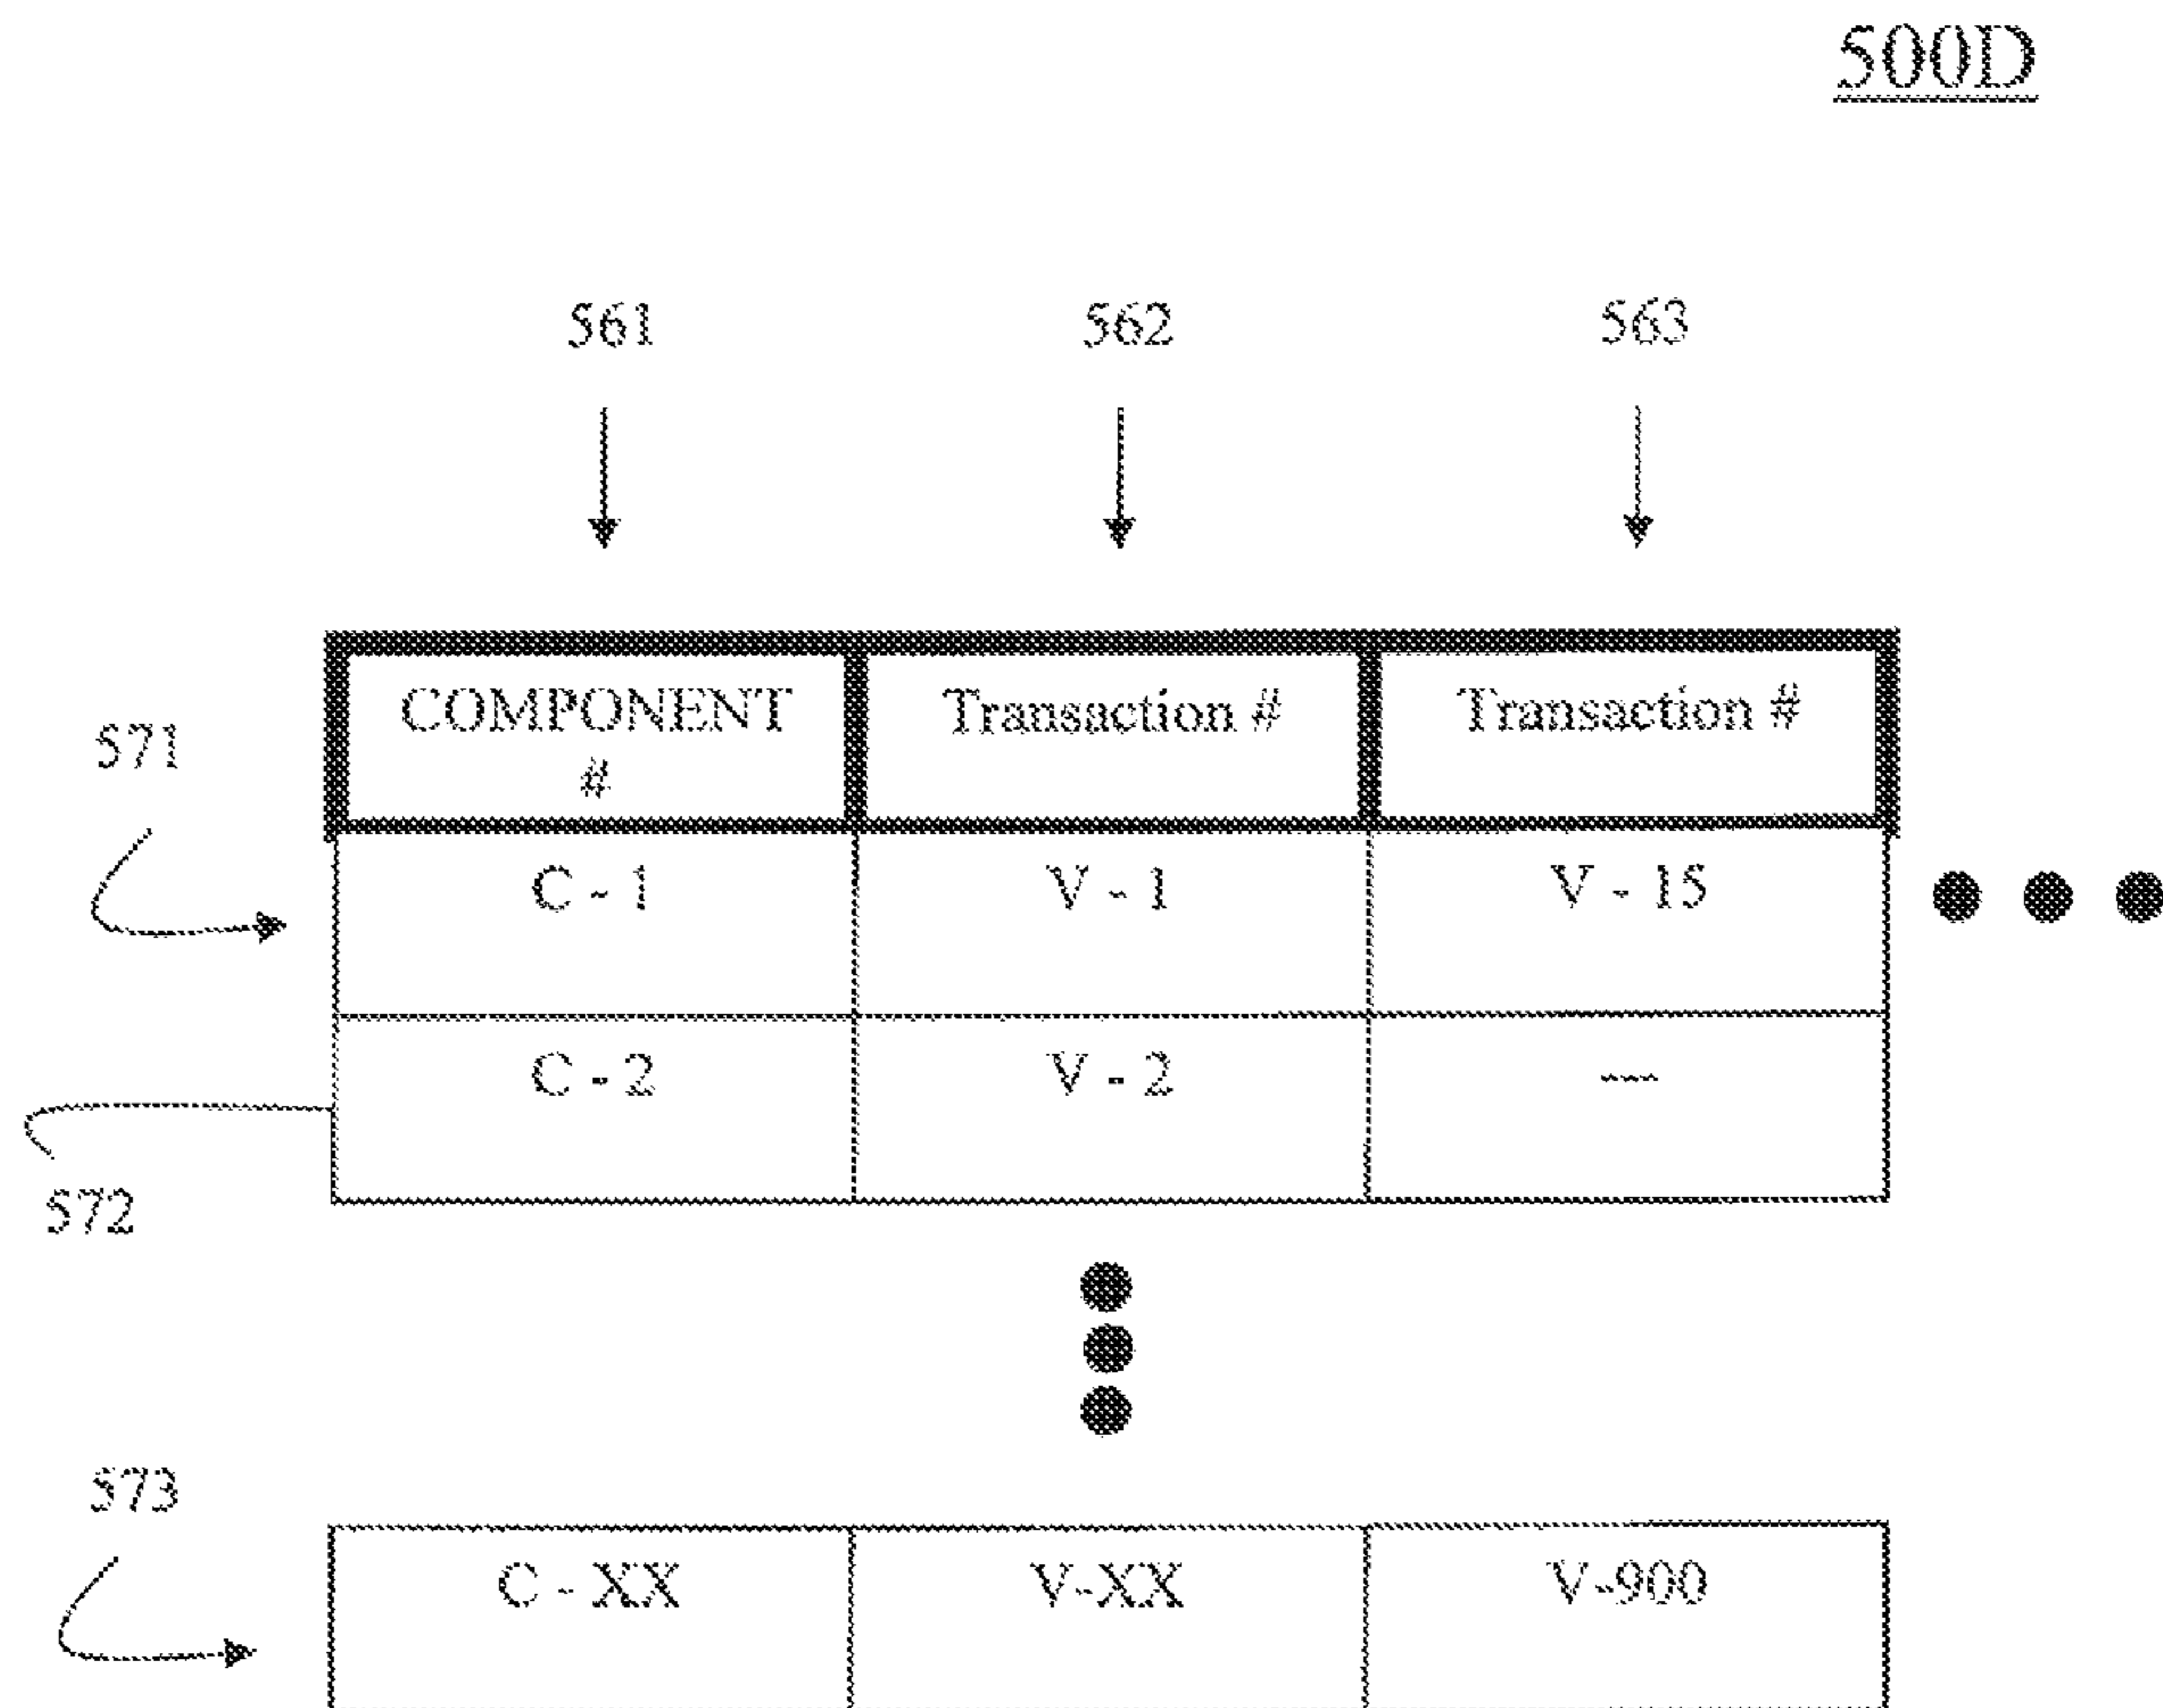 500D
561 562 563
COMPONENT # Transaction # Transaction #
571
C - 1 V - 1 V - 15
C - 2 V - 2 ---
572
573
C - XX V-XX V-900